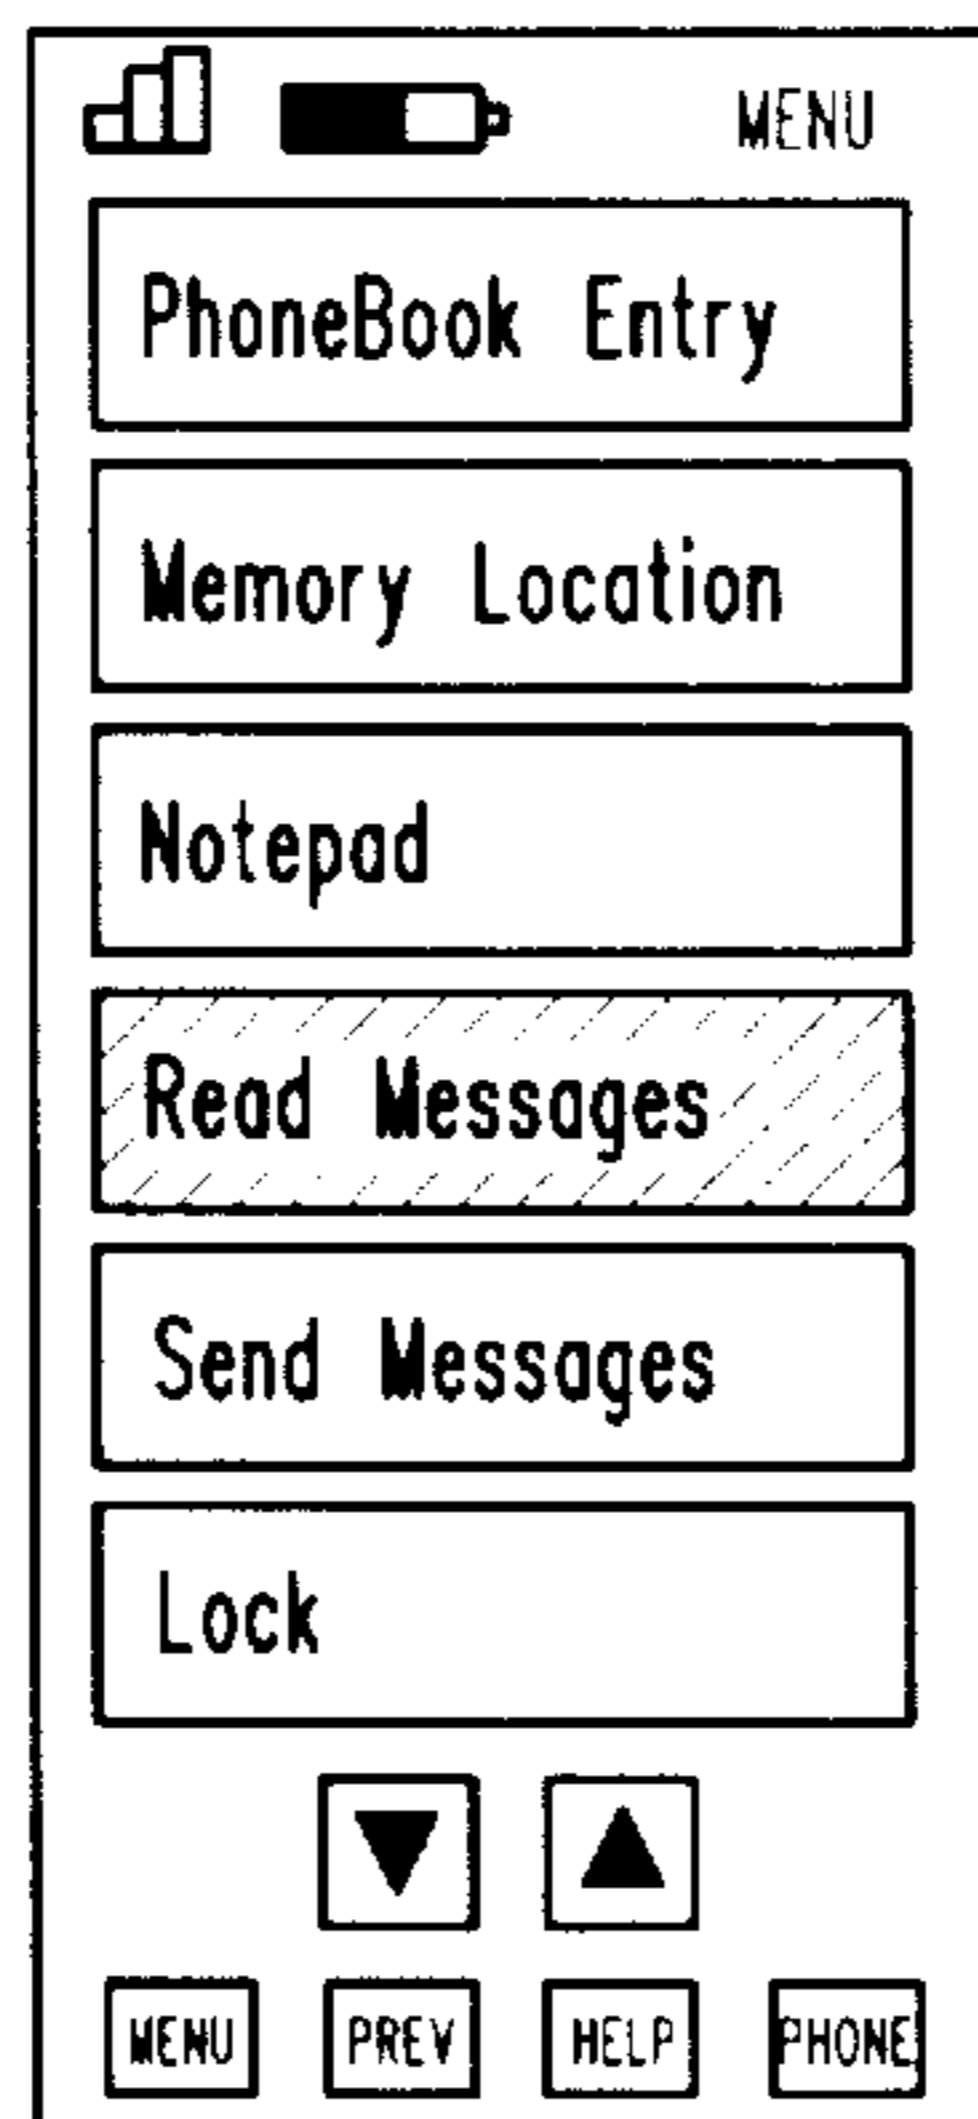 MENU
PhoneBook Entry
Memory Location
Notepad
Read Messages
Send Messages
Lock
MENU PREV HELP PHONE